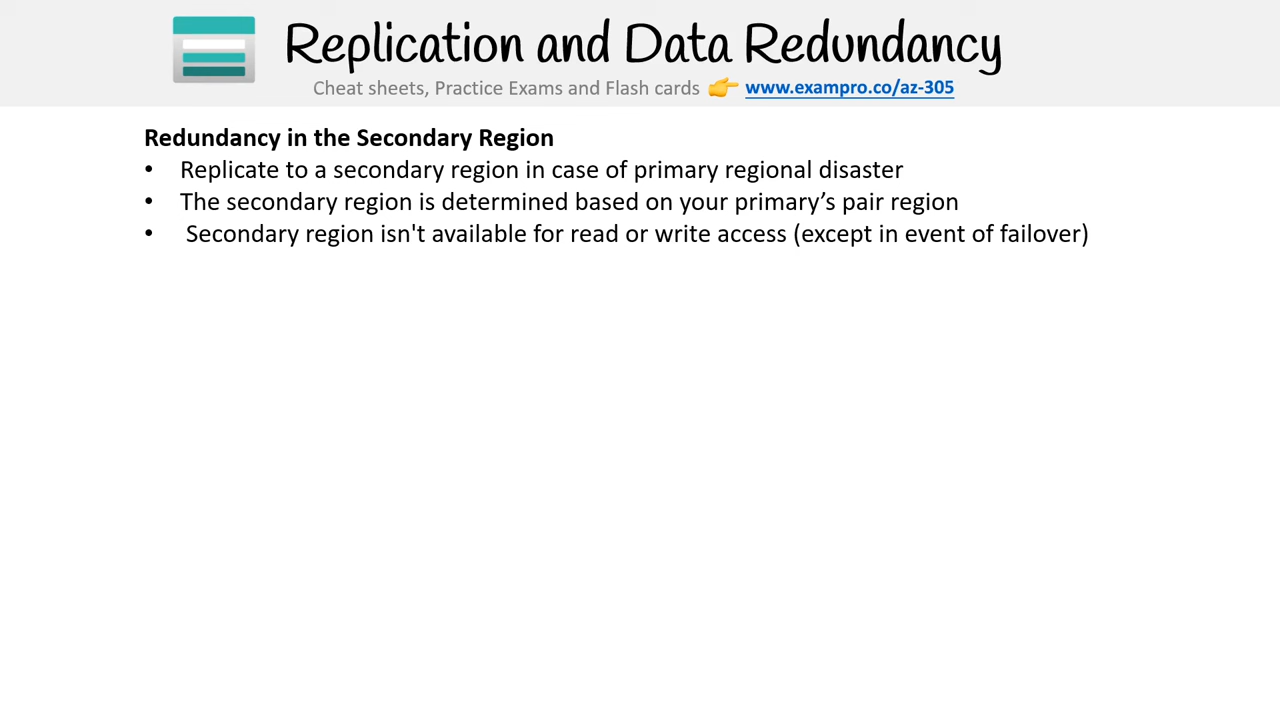 Replication and Data Redundancy
Cheat sheets, Practice Exams and Flash cards 👉 www.exampro.co/az-305
Redundancy in the Secondary Region
• Replicate to a secondary region in case of primary regional disaster
• The secondary region is determined based on your primary’s pair region
• Secondary region isn't available for read or write access (except in event of failover)